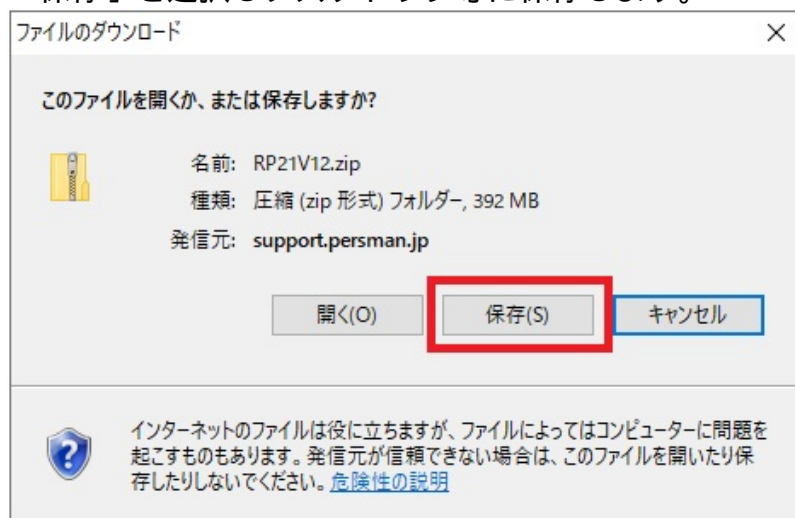 ファイルのダウンロード
このファイルを開くか、または保存しますか?
名前: RP21V12.zip
種類: 圧縮 (zip 形式) フォルダー, 392 MB
発信元: support.persman.jp
開く(O) 保存(S) キャンセル
インターネットのファイルは役に立ちますが、ファイルによってはコンピューターに問題を
起こすものもあります。発信元が信頼できない場合は、このファイルを開いたり保
存したりしないでください。危険性の説明